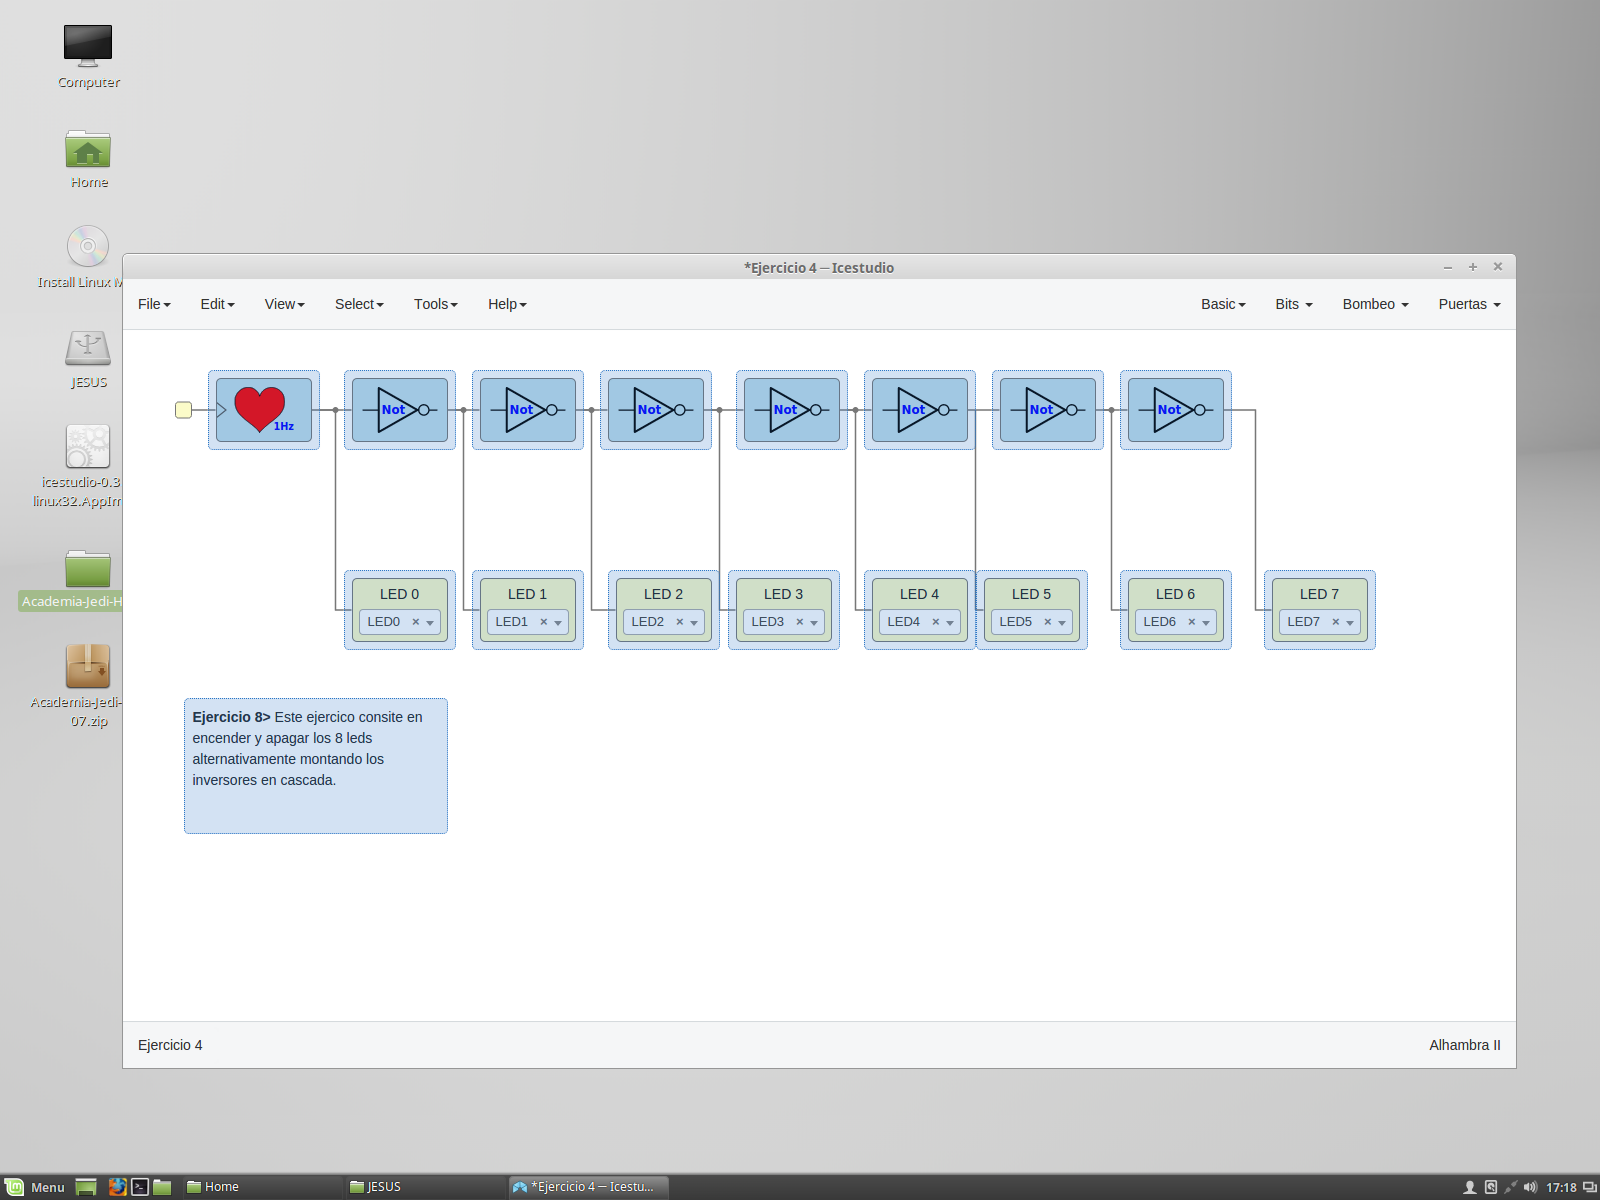 Computer
Home
Install Linux M
JESUS
icestudio-0.3
linux32.AppIm
Academia-Jedi-H
Academia-Jedi-
07.zip
*Ejercicio 4 — Icestudio
File Edit View Select Tools Help Basic Bits Bombeo Puertas
1Hz Not Not Not Not Not Not Not
LED 0 LED 1 LED 2 LED 3 LED 4 LED 5 LED 6 LED 7
LED0 LED1 LED2 LED3 LED4 LED5 LED6 LED7
Ejercicio 8> Este ejercico consite en
encender y apagar los 8 leds
alternativamente montando los
inversores en cascada.
Ejercicio 4 Alhambra II
Menu Home JESUS *Ejercicio 4 — Icestu... 17:18